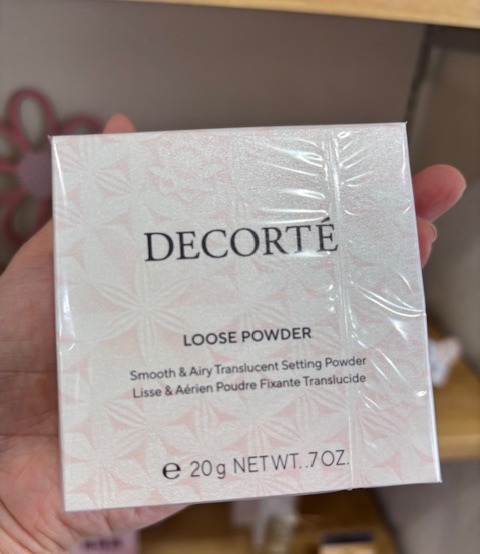 DECORTÉ
LOOSE POWDER
Smooth & Airy Translucent Setting Powder
Lisse & Aérien Poudre Fixante Translucide
℮ 20g NET WT. .7 OZ.